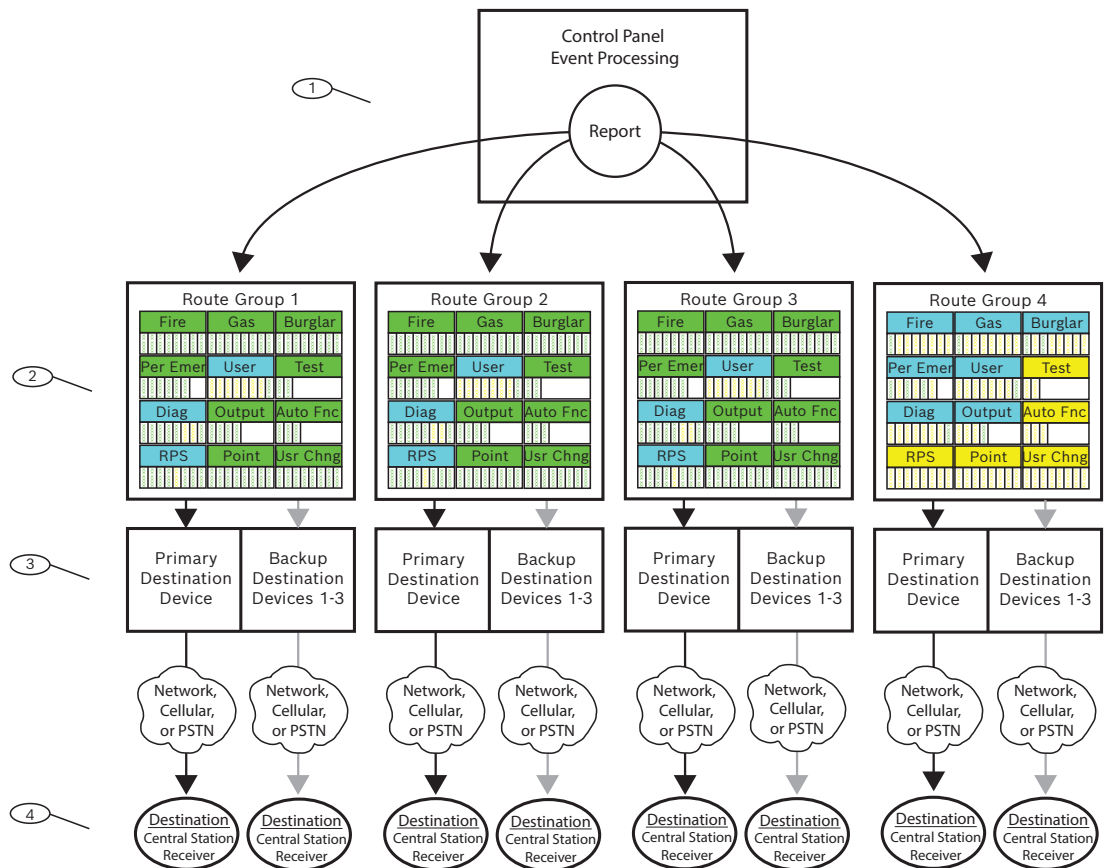 Control Panel
Event Processing
1
Report
Route Group 1
Fire Gas Burglar
Per Emer User Test
Diag Output Auto Fnc
RPS Point Usr Chng
Route Group 2
Fire Gas Burglar
Per Emer User Test
Diag Output Auto Fnc
RPS Point Usr Chng
Route Group 3
Fire Gas Burglar
Per Emer User Test
Diag Output Auto Fnc
RPS Point Usr Chng
Route Group 4
Fire Gas Burglar
Per Emer User Test
Diag Output Auto Fnc
RPS Point Usr Chng
2
3
Primary
Destination
Device
Backup
Destination
Devices 1-3
Primary
Destination
Device
Backup
Destination
Devices 1-3
Primary
Destination
Device
Backup
Destination
Devices 1-3
Primary
Destination
Device
Backup
Destination
Devices 1-3
Network,
Cellular,
or PSTN
Network,
Cellular,
or PSTN
Network,
Cellular,
or PSTN
Network,
Cellular,
or PSTN
Network,
Cellular,
or PSTN
Network,
Cellular,
or PSTN
Network,
Cellular,
or PSTN
Network,
Cellular,
or PSTN
4
Destination
Central Station
Receiver
Destination
Central Station
Receiver
Destination
Central Station
Receiver
Destination
Central Station
Receiver
Destination
Central Station
Receiver
Destination
Central Station
Receiver
Destination
Central Station
Receiver
Destination
Central Station
Receiver